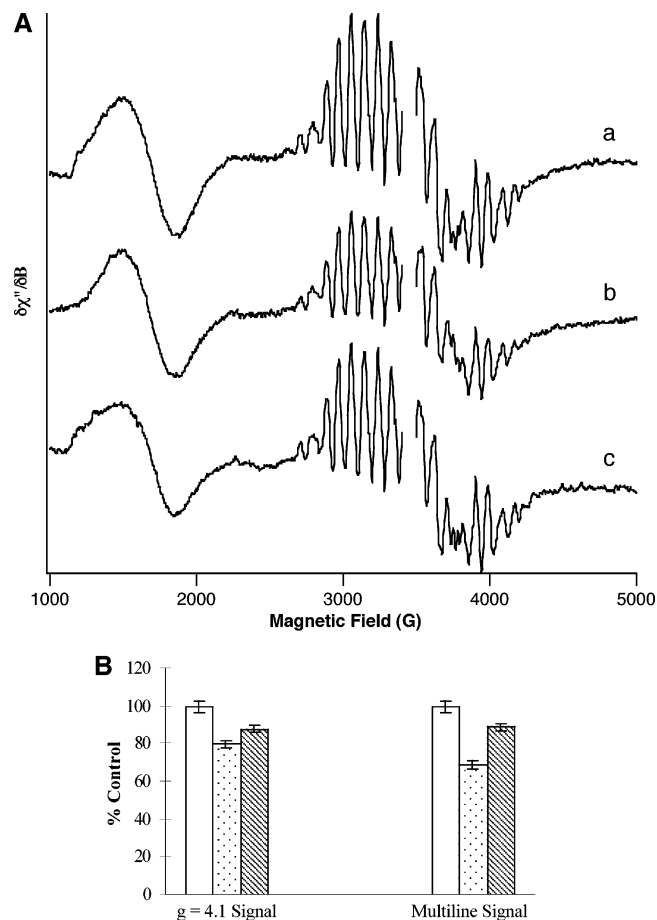 A
a
b
c
δχ"/δB
1000 2000 3000 4000 5000
Magnetic Field (G)
B
120
100
80
60
40
20
0
% Control
g = 4.1 Signal Multiline Signal